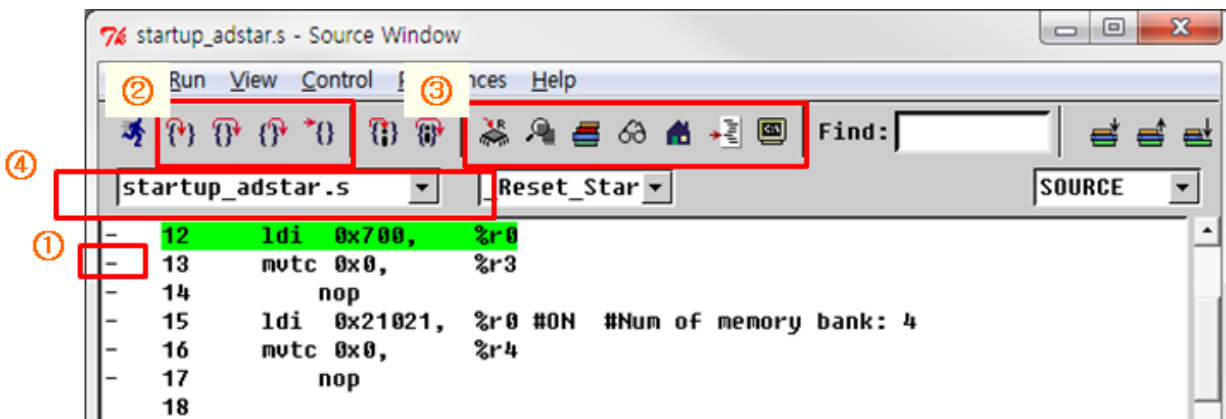 7% startup_adstar.s - Source Window
② Run View Control P nces Help ③
Find:
④
startup_adstar.s _Reset_Star SOURCE
①
- 12 ldi 0x700, %r0
- 13 mvtc 0x0, %r3
- 14 nop
- 15 ldi 0x21021, %r0 #ON #Num of memory bank: 4
- 16 mvtc 0x0, %r4
- 17 nop
18